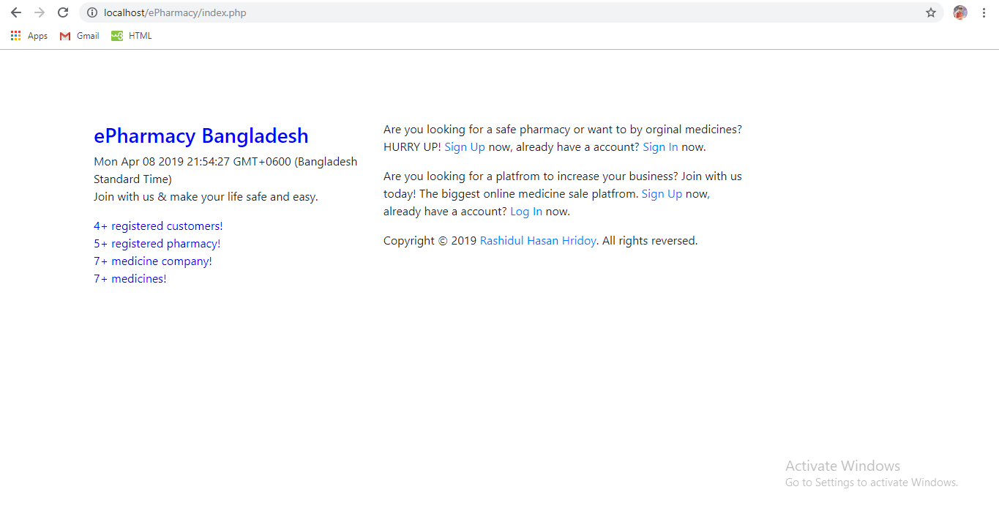 localhost/ePharmacy/index.php
Apps Gmail HTML
ePharmacy Bangladesh
Mon Apr 08 2019 21:54:27 GMT+0600 (Bangladesh
Standard Time)
Join with us & make your life safe and easy.
4+ registered customers!
5+ registered pharmacy!
7+ medicine company!
7+ medicines!
Are you looking for a safe pharmacy or want to by orginal medicines?
HURRY UP! Sign Up now, already have a account? Sign In now.
Are you looking for a platfrom to increase your business? Join with us
today! The biggest online medicine sale platfrom. Sign Up now,
already have a account? Log In now.
Copyright © 2019 Rashidul Hasan Hridoy. All rights reversed.
Activate Windows
Go to Settings to activate Windows.